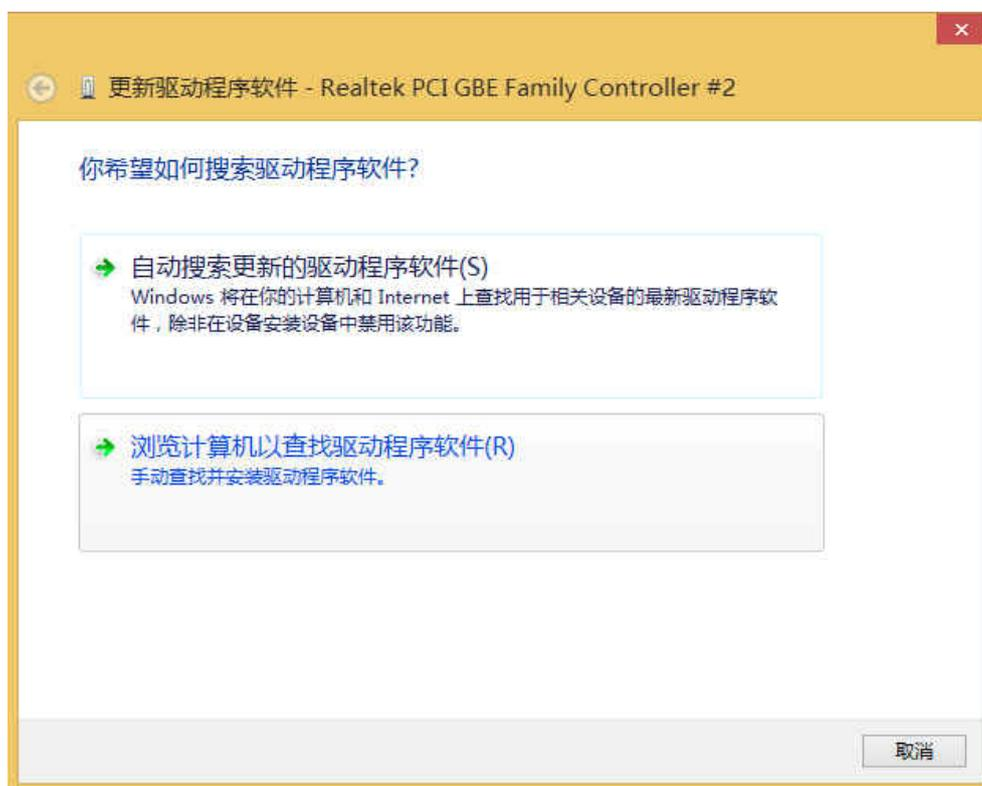 更新驱动程序软件 - Realtek PCI GBE Family Controller #2
你希望如何搜索驱动程序软件?
自动搜索更新的驱动程序软件(S)
Windows 将在你的计算机和 Internet 上查找用于相关设备的最新驱动程序软
件，除非在设备安装设备中禁用该功能。
浏览计算机以查找驱动程序软件(R)
手动查找并安装驱动程序软件。
取消